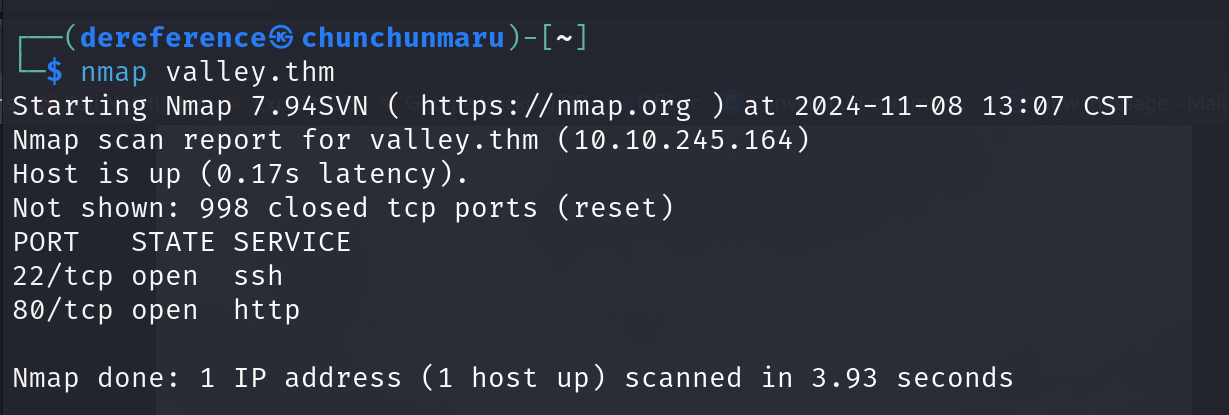 ┌──(dereference㉿chunchunmaru)-[~]
└─$ nmap valley.thm
Starting Nmap 7.94SVN ( https://nmap.org ) at 2024-11-08 13:07 CST
Nmap scan report for valley.thm (10.10.245.164)
Host is up (0.17s latency).
Not shown: 998 closed tcp ports (reset)
PORT   STATE SERVICE
22/tcp open  ssh
80/tcp open  http
Nmap done: 1 IP address (1 host up) scanned in 3.93 seconds